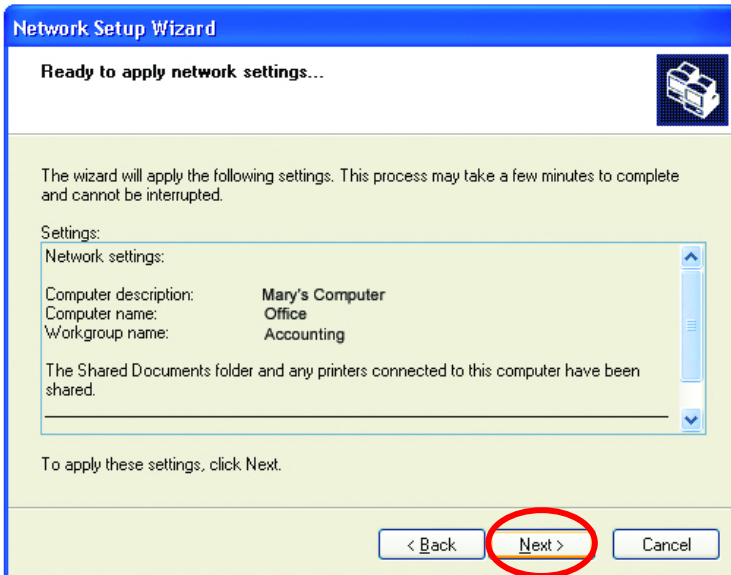 Network Setup Wizard
Ready to apply network settings...
The wizard will apply the following settings. This process may take a few minutes to complete
and cannot be interrupted.
Settings:
Network settings:
Computer description: Mary's Computer
Computer name: Office
Workgroup name: Accounting
The Shared Documents folder and any printers connected to this computer have been
shared.
To apply these settings, click Next.
< Back Next > Cancel